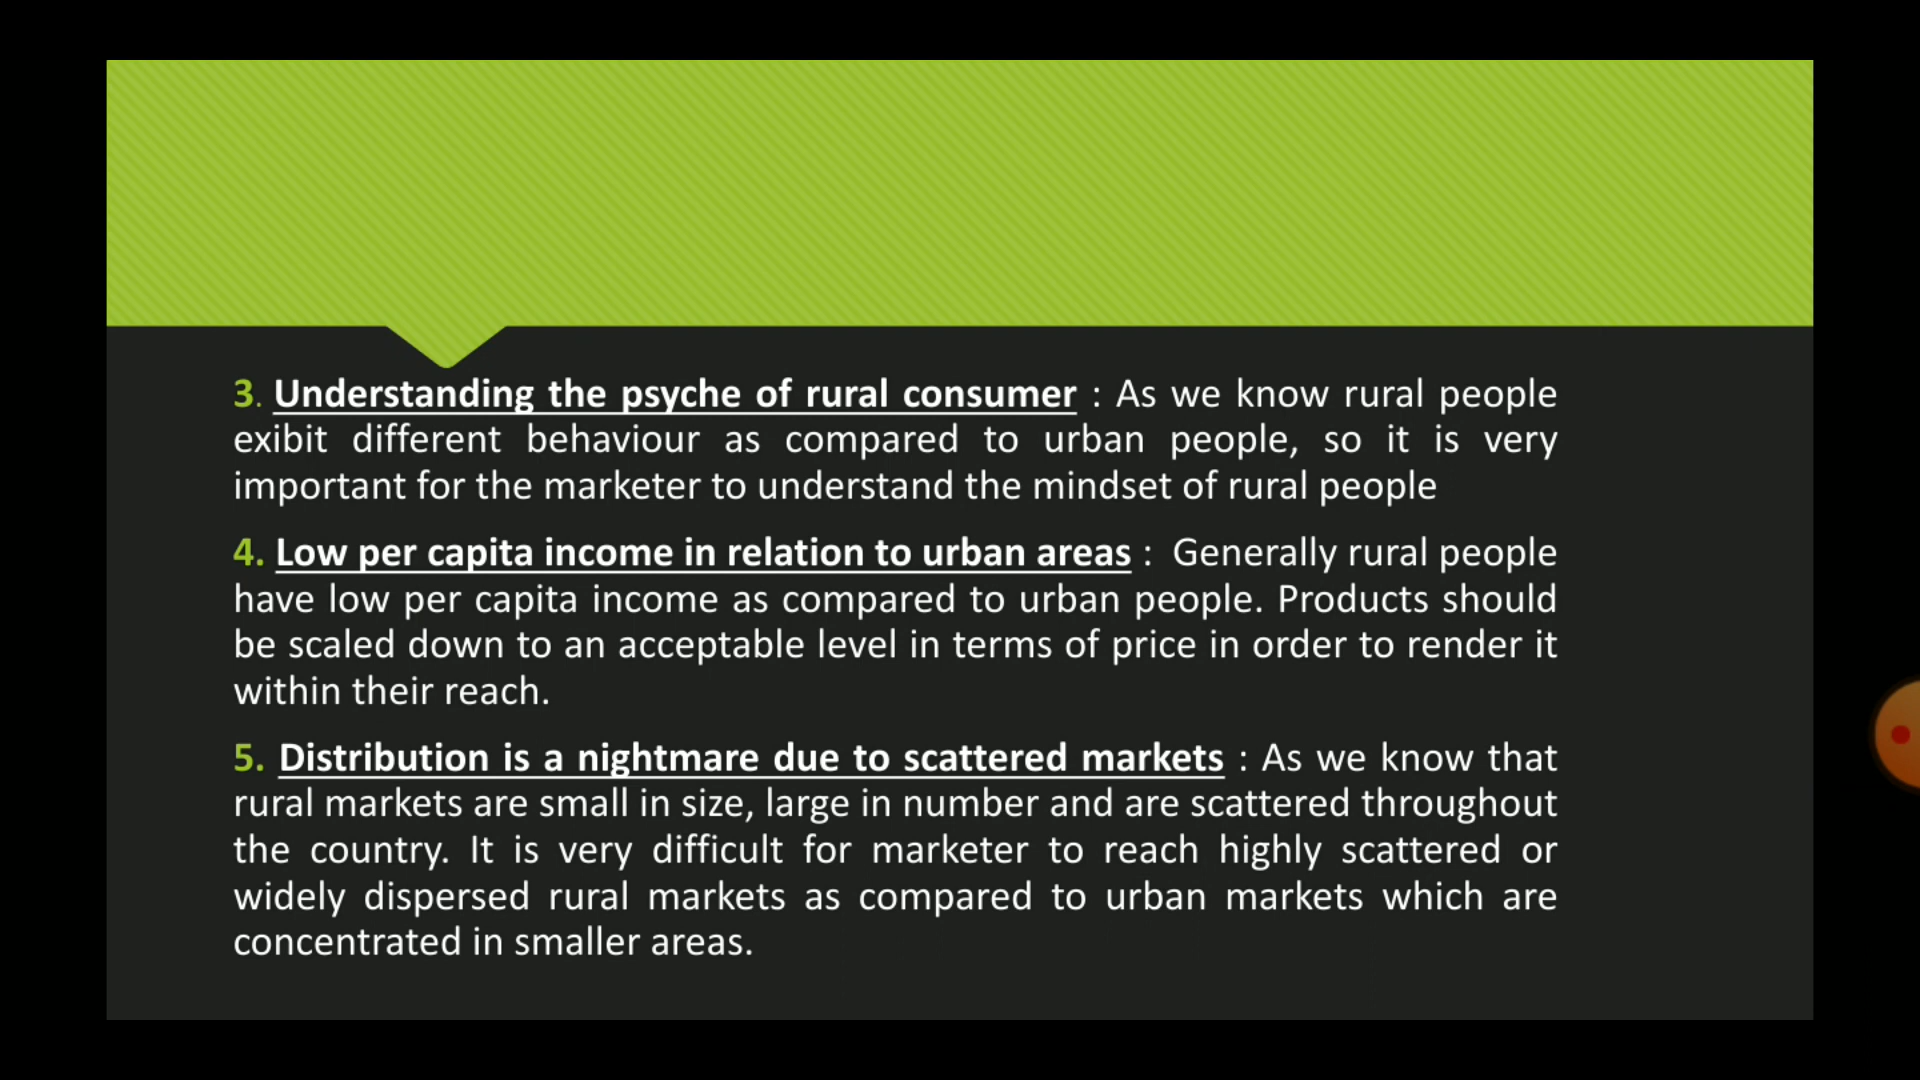 3. Understanding the psyche of rural consumer : As we know rural people
exibit different behaviour as compared to urban people, so it is very
important for the marketer to understand the mindset of rural people
4. Low per capita income in relation to urban areas : Generally rural people
have low per capita income as compared to urban people. Products should
be scaled down to an acceptable level in terms of price in order to render it
within their reach.
5. Distribution is a nightmare due to scattered markets : As we know that
rural markets are small in size, large in number and are scattered throughout
the country. It is very difficult for marketer to reach highly scattered or
widely dispersed rural markets as compared to urban markets which are
concentrated in smaller areas.